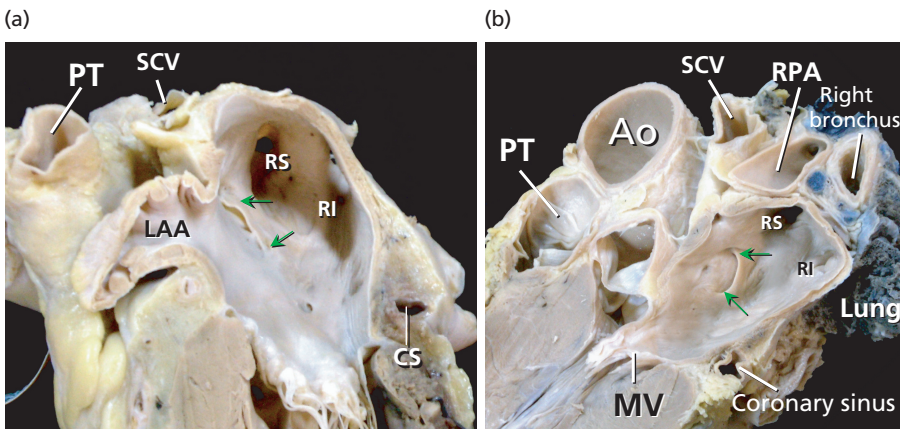 (a)
(b)
SCV
PT
RS
RI
LAA
CS
SCV
RPA
Right
bronchus
Ao
PT
RS
RI
Lung
MV
Coronary sinus